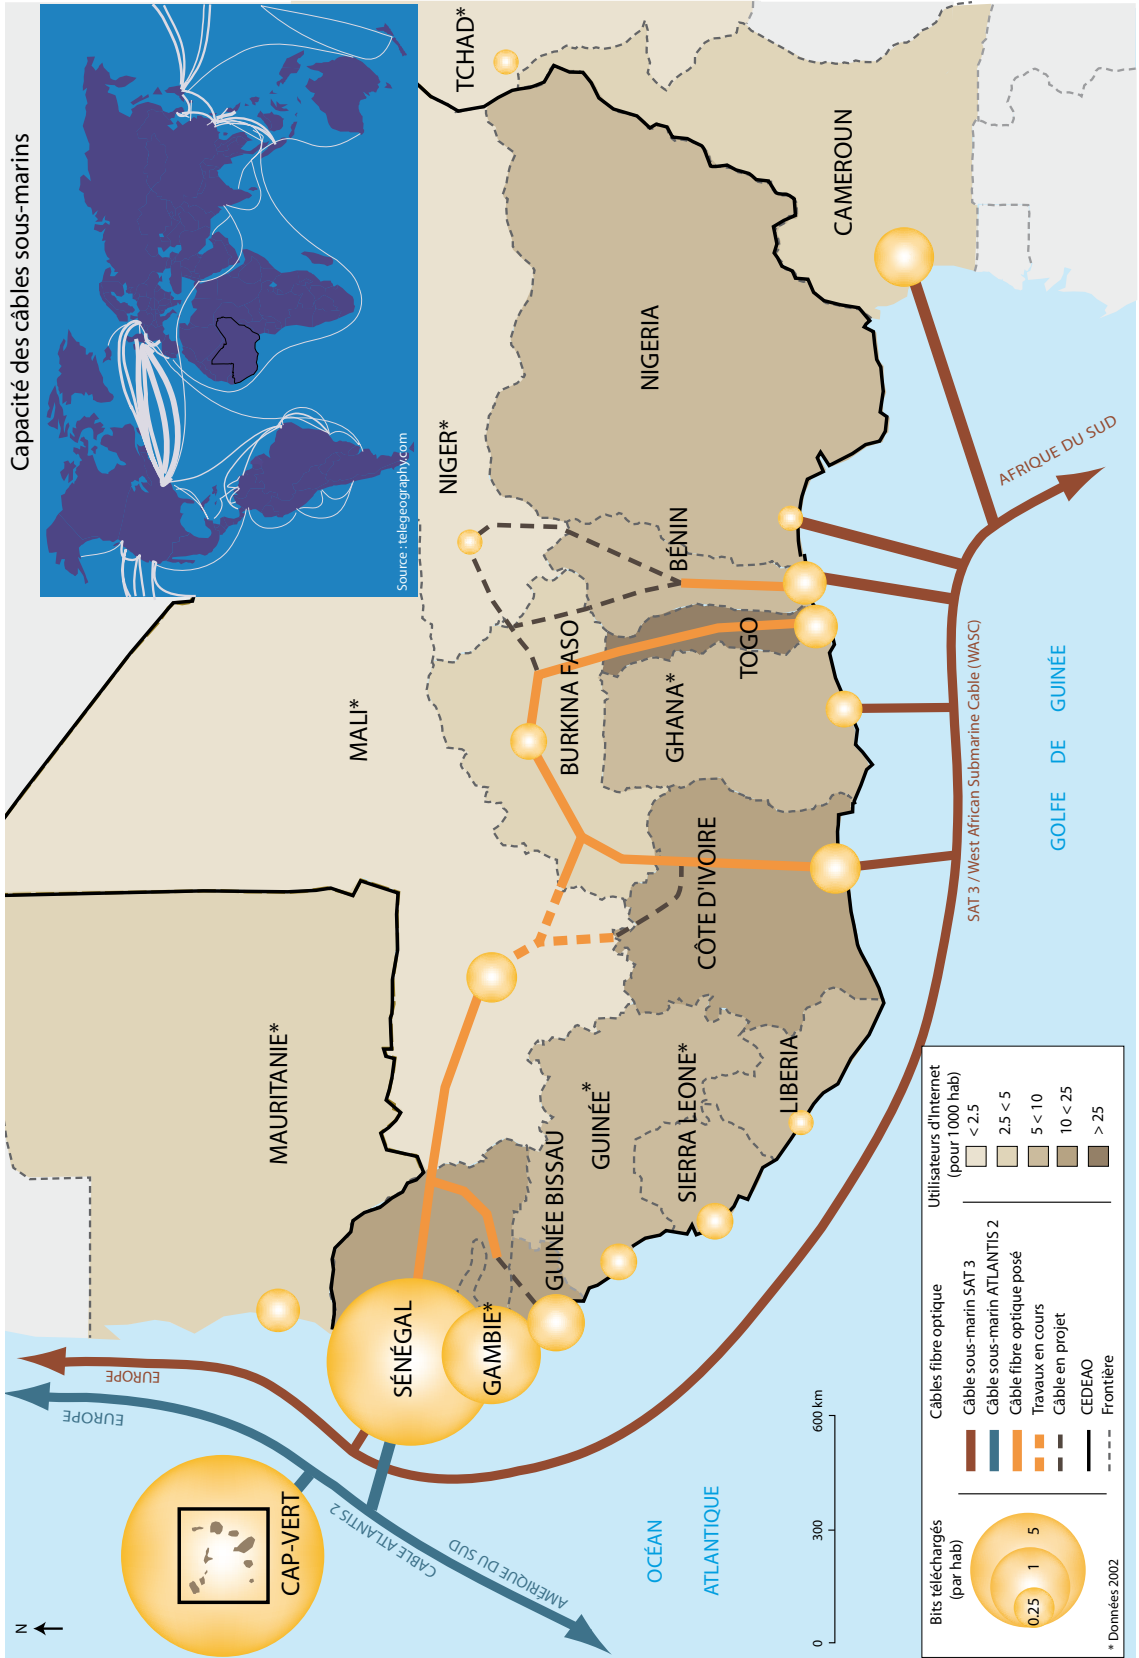 Capacité des câbles sous-marins
Source : telegeography.com
N
CAP-VERT
EUROPE
EUROPE
CABLE ATLANTIS 2
AMÉRIQUE DU SUD
OCÉAN
ATLANTIQUE
MAURITANIE*
MALI*
NIGER*
TCHAD*
SÉNÉGAL
GAMBIE*
GUINÉE BISSAU
GUINÉE*
SIERRA LEONE*
LIBERIA
CÔTE D'IVOIRE
BURKINA FASO
GHANA*
TOGO
BÉNIN
NIGERIA
CAMEROUN
AFRIQUE DU SUD
SAT 3 / West African Submarine Cable (WASC)
GOLFE DE GUINÉE
0 300 600 km
Bits téléchargés
(par hab)
0.25 1 5
* Données 2002
Câbles fibre optique
Câble sous-marin SAT 3
Câble sous-marin ATLANTIS 2
Câble fibre optique posé
Travaux en cours
Câble en projet
CEDEAO
Frontière
Utilisateurs d'Internet
(pour 1000 hab)
< 2.5
2.5 < 5
5 < 10
10 < 25
> 25